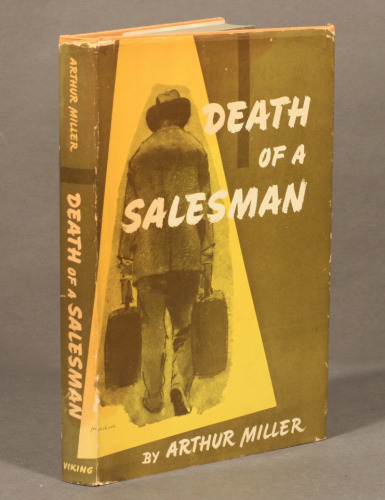 ARTHUR MILLER
DEATH OF A SALESMAN
VIKING
DEATH
OF A
SALESMAN
BY ARTHUR MILLER